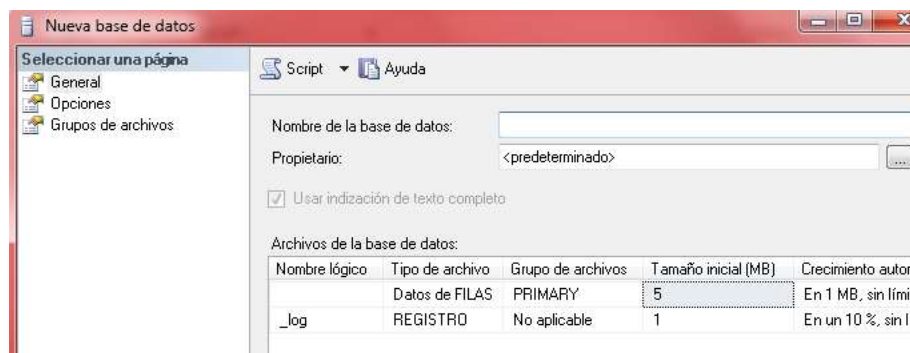 Nueva base de datos
Seleccionar una página
General
Opciones
Grupos de archivos
Script Ayuda
Nombre de la base de datos:
Propietario: <predeterminado> ...
Usar indización de texto completo
Archivos de la base de datos:
Nombre lógico Tipo de archivo Grupo de archivos Tamaño inicial (MB) Crecimiento
Datos de FILAS PRIMARY 5 En 1 MB, sin
_log REGISTRO No aplicable 1 En un 10 %, sin